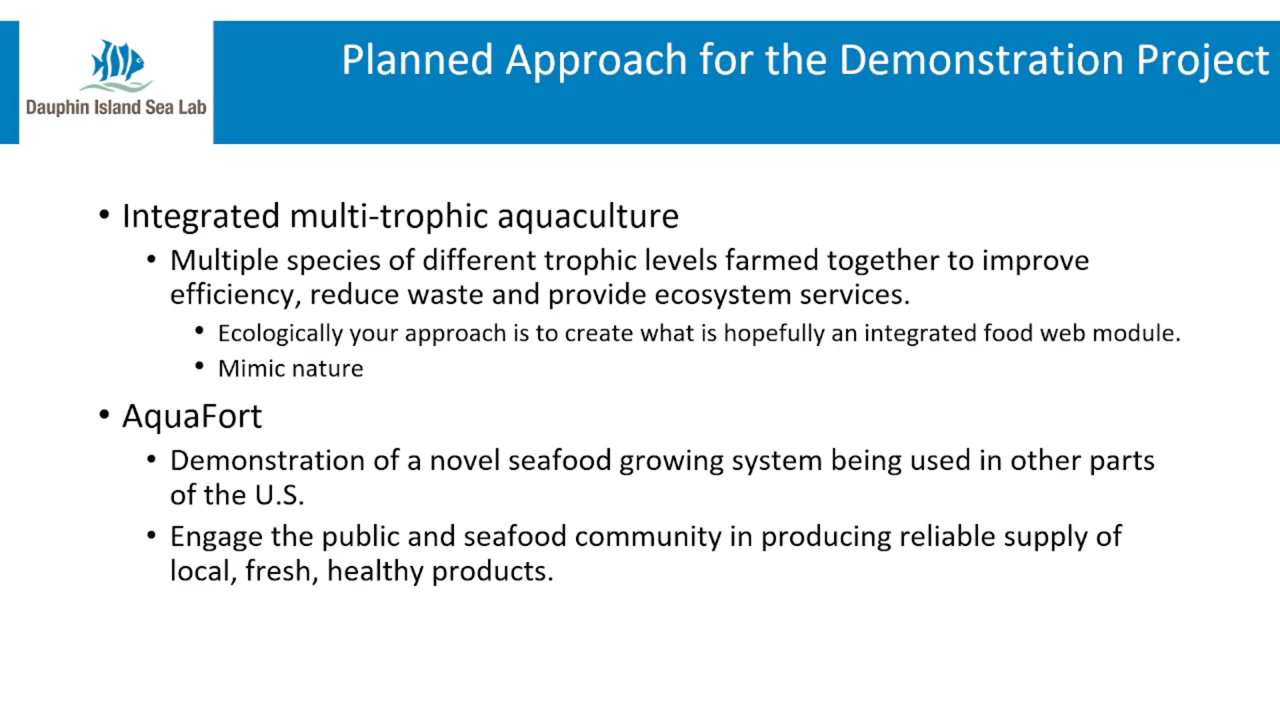 Planned Approach for the Demonstration Project
Dauphin Island Sea Lab
• Integrated multi-trophic aquaculture
• Multiple species of different trophic levels farmed together to improve
efficiency, reduce waste and provide ecosystem services.
• Ecologically your approach is to create what is hopefully an integrated food web module.
• Mimic nature
• AquaFort
• Demonstration of a novel seafood growing system being used in other parts
of the U.S.
• Engage the public and seafood community in producing reliable supply of
local, fresh, healthy products.